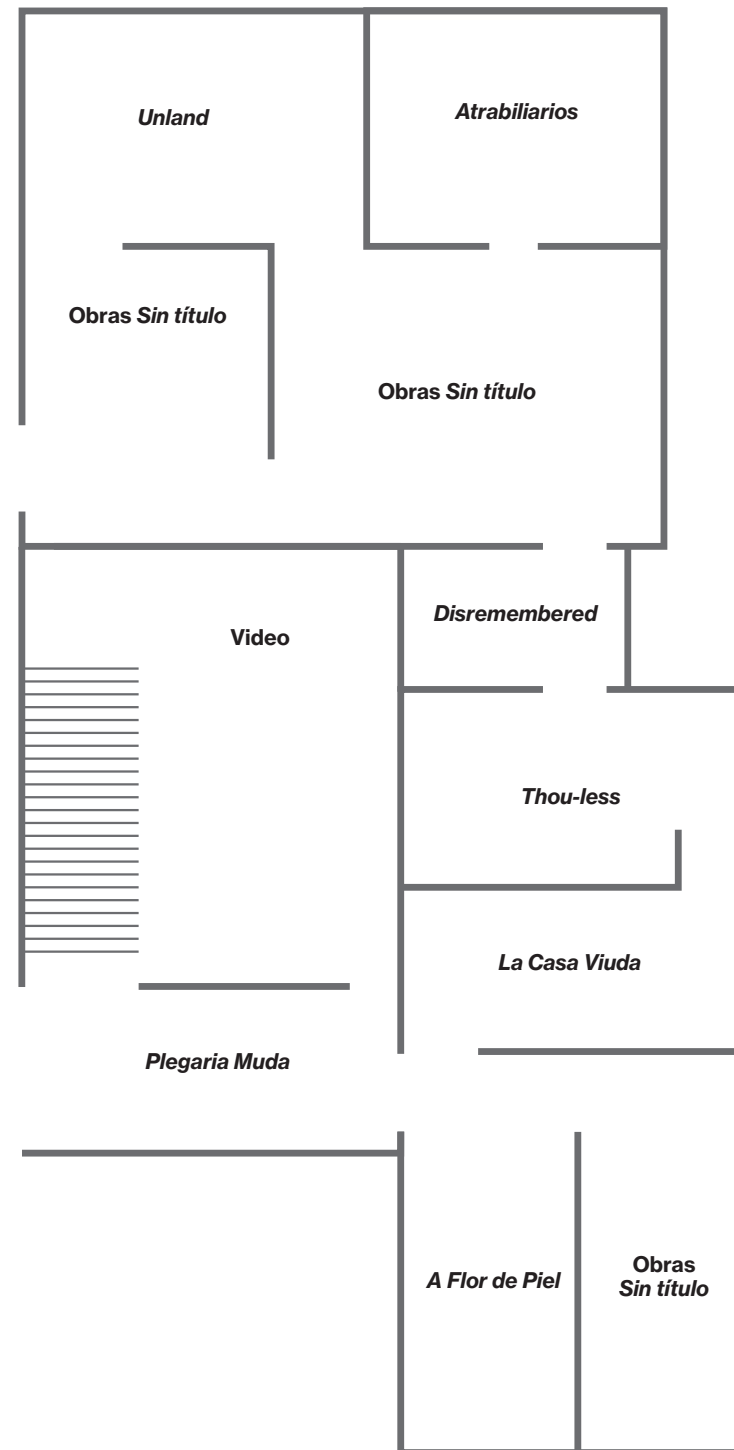 Unland
Atrabiliarios
Obras Sin título
Obras Sin título
Disremembered
Video
Thou-less
La Casa Viuda
Plegaria Muda
A Flor de Piel
Obras
Sin título